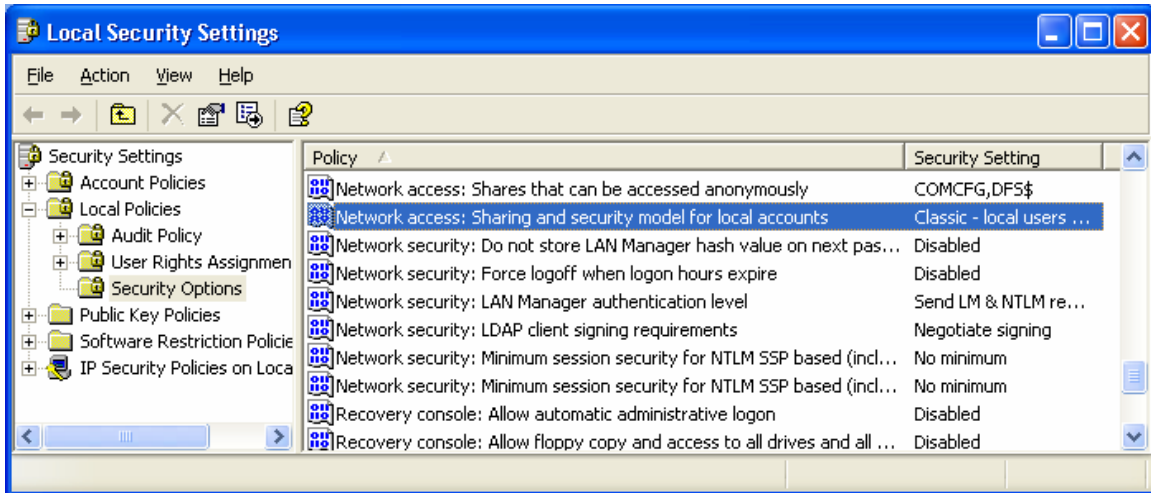 Local Security Settings
File Action View Help
Security Settings
Account Policies
Local Policies
Audit Policy
User Rights Assignmen
Security Options
Public Key Policies
Software Restriction Policie
IP Security Policies on Loca
Policy Security Setting
Network access: Shares that can be accessed anonymously COMCFG,DFS$
Network access: Sharing and security model for local accounts Classic - local users ...
Network security: Do not store LAN Manager hash value on next pas... Disabled
Network security: Force logoff when logon hours expire Disabled
Network security: LAN Manager authentication level Send LM & NTLM re...
Network security: LDAP client signing requirements Negotiate signing
Network security: Minimum session security for NTLM SSP based (incl... No minimum
Network security: Minimum session security for NTLM SSP based (incl... No minimum
Recovery console: Allow automatic administrative logon Disabled
Recovery console: Allow floppy copy and access to all drives and all ... Disabled